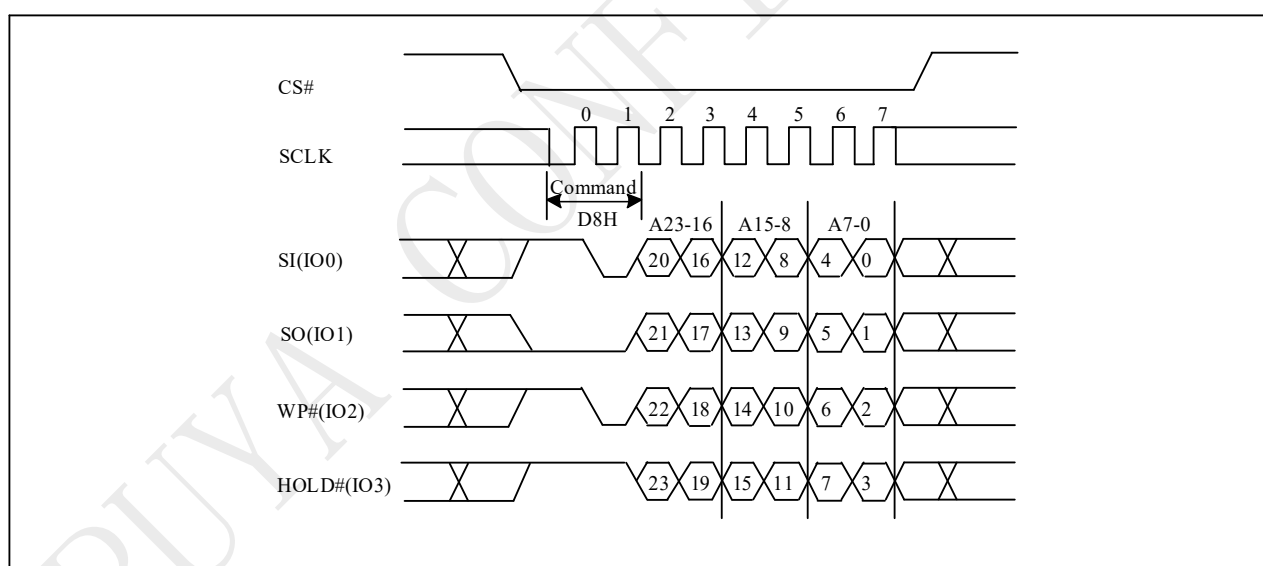 CS#
0 1 2 3 4 5 6 7
SCLK
Command
D8H
A23-16 A15-8 A7-0
SI(IO0) 20 16 12 8 4 0
SO(IO1) 21 17 13 9 5 1
WP#(IO2) 22 18 14 10 6 2
HOLD#(IO3) 23 19 15 11 7 3
PUYA CONF